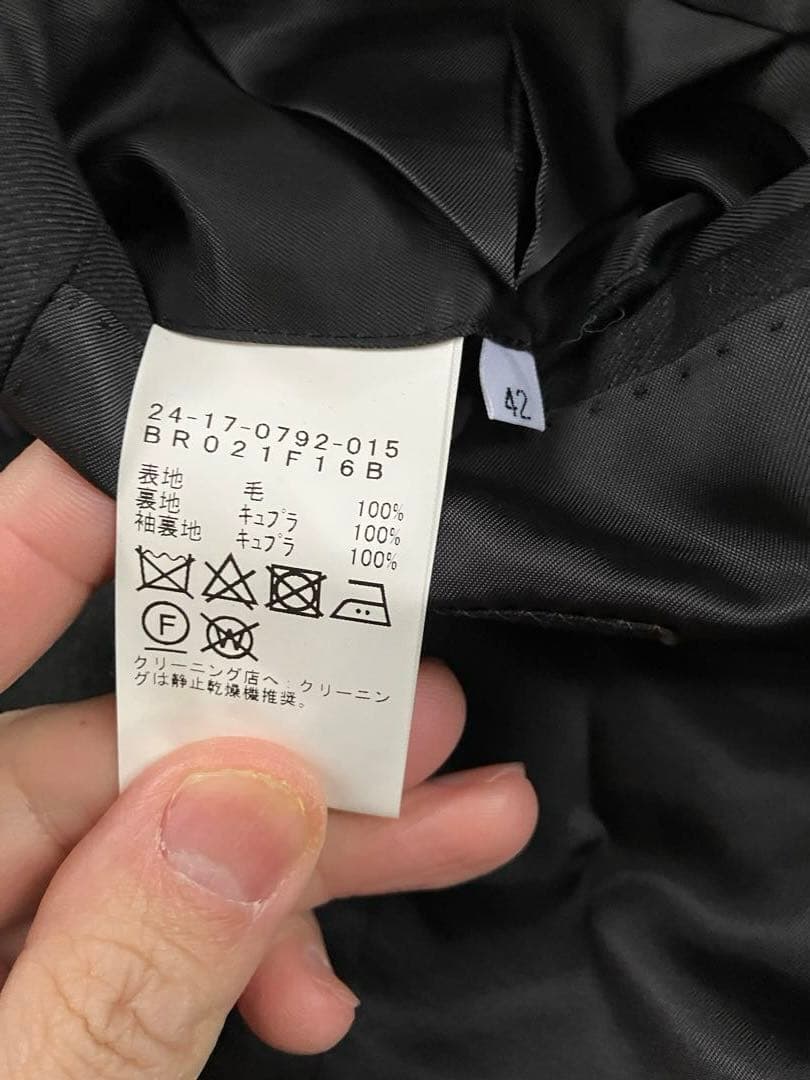 24-17-0792-015
BR021F16B
表地 毛 100%
裏地 キュプラ 100%
袖裏地 キュプラ 100%
F W
クリーニング店へ:クリーニン
グは静止乾燥機推奨。
42